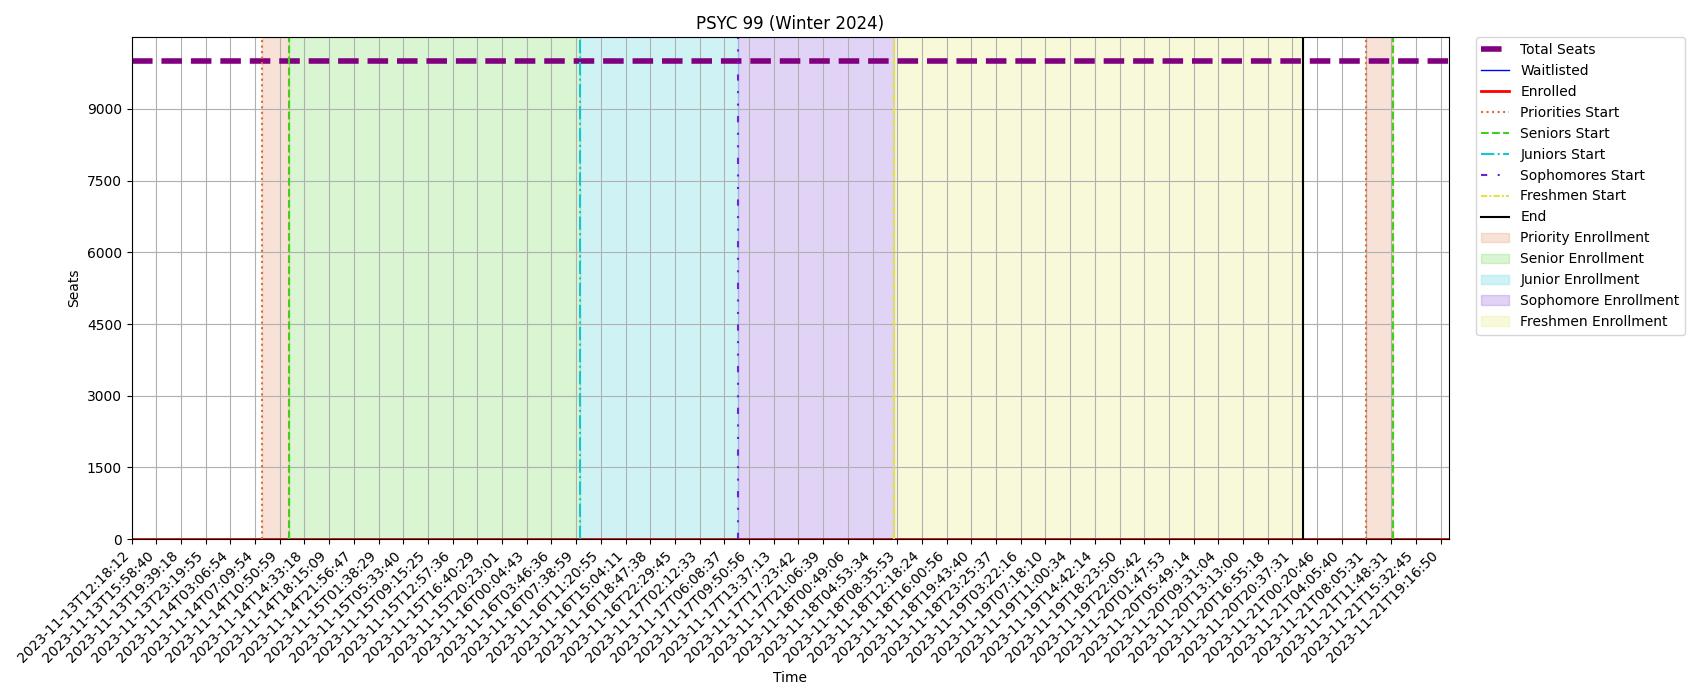 PSYC 99 (Winter 2024)
Seats
9000
7500
6000
4500
3000
1500
0
2023-11-13T12:18:12
2023-11-13T15:58:40
2023-11-13T19:39:18
2023-11-13T23:19:55
2023-11-14T03:06:54
2023-11-14T07:09:54
2023-11-14T10:50:59
2023-11-14T14:33:18
2023-11-14T18:15:09
2023-11-14T21:56:47
2023-11-15T01:38:29
2023-11-15T05:33:40
2023-11-15T09:15:25
2023-11-15T12:57:36
2023-11-15T16:40:29
2023-11-15T20:23:01
2023-11-16T00:04:43
2023-11-16T03:46:36
2023-11-16T07:38:59
2023-11-16T11:20:55
2023-11-16T15:04:11
2023-11-16T18:47:38
2023-11-16T22:29:45
2023-11-17T02:12:33
2023-11-17T06:08:37
2023-11-17T09:50:56
2023-11-17T13:37:13
2023-11-17T17:23:42
2023-11-17T21:06:39
2023-11-18T00:49:06
2023-11-18T04:53:34
2023-11-18T08:35:53
2023-11-18T12:18:24
2023-11-18T16:00:56
2023-11-18T19:43:40
2023-11-18T23:25:37
2023-11-19T03:22:16
2023-11-19T07:18:10
2023-11-19T11:00:34
2023-11-19T14:42:14
2023-11-19T18:23:50
2023-11-19T22:05:42
2023-11-20T01:47:53
2023-11-20T05:49:14
2023-11-20T09:31:04
2023-11-20T13:13:00
2023-11-20T16:55:18
2023-11-20T20:37:31
2023-11-21T00:20:46
2023-11-21T04:05:40
2023-11-21T08:05:31
2023-11-21T11:48:31
2023-11-21T15:32:45
2023-11-21T19:16:50
Time
Total Seats
Waitlisted
Enrolled
Priorities Start
Seniors Start
Juniors Start
Sophomores Start
Freshmen Start
End
Priority Enrollment
Senior Enrollment
Junior Enrollment
Sophomore Enrollment
Freshmen Enrollment